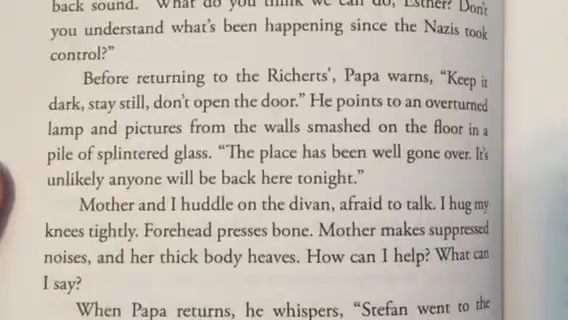 back sound. "What do you think we can do, Esther? Don't
you understand what's been happening since the Nazis took
control?"
Before returning to the Richerts', Papa warns, "Keep it
dark, stay still, don't open the door." He points to an overturned
lamp and pictures from the walls smashed on the floor in a
pile of splintered glass. "The place has been well gone over. It's
unlikely anyone will be back here tonight."
Mother and I huddle on the divan, afraid to talk. I hug my
knees tightly. Forehead presses bone. Mother makes suppressed
noises, and her thick body heaves. How can I help? What can
I say?
When Papa returns, he whispers, "Stefan went to the